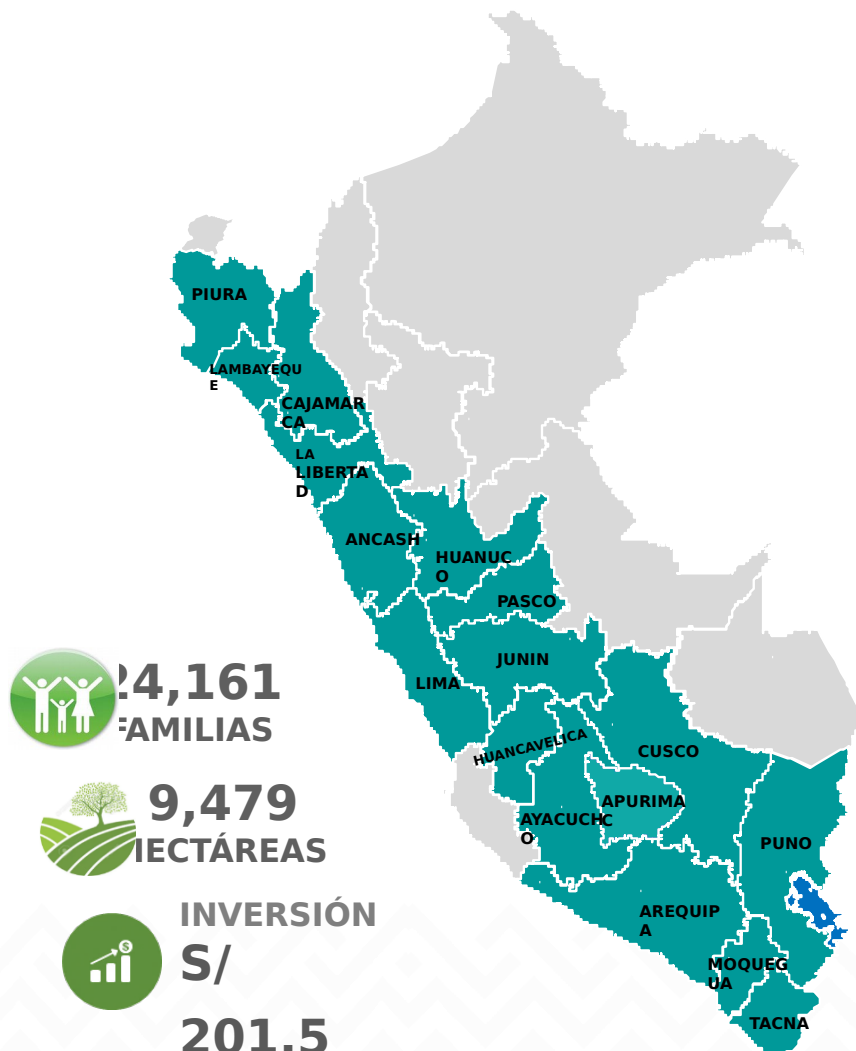 PIURA
LAMBAYEQU
E
CAJAMAR
CA
LA
LIBERTA
D
ANCASH
HUANUC
O
PASCO
JUNIN
LIMA
HUANCAVELICA
CUSCO
APURIMA
C
AYACUCH
O
PUNO
AREQUIP
A
MOQUEG
UA
TACNA
24,161
FAMILIAS
9,479
HECTÁREAS
INVERSIÓN
S/
201.5